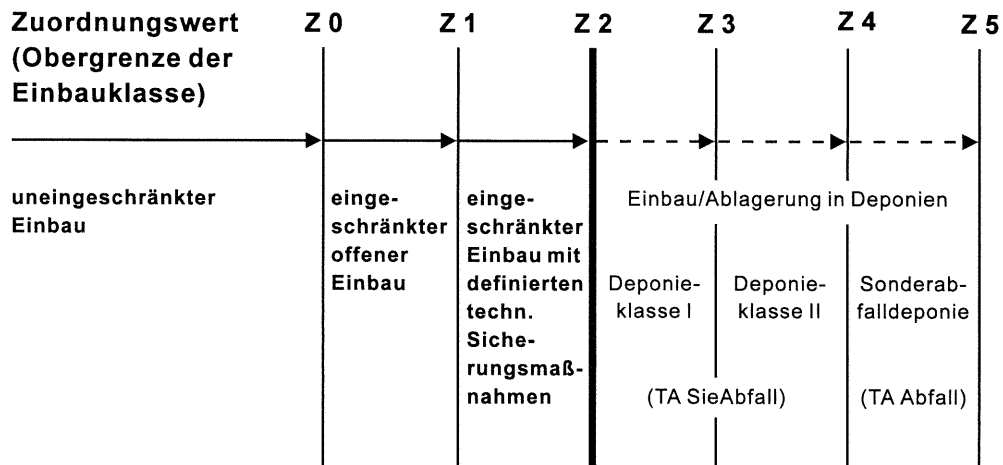 Zuordnungswert
(Obergrenze der
Einbauklasse)
Z 0
Z 1
Z 2
Z 3
Z 4
Z 5
uneingeschränkter
Einbau
einge-
schränkter
offener
Einbau
einge-
schränkter
Einbau mit
definierten
techn.
Siche-
rungsmaß-
nahmen
Einbau/Ablagerung in Deponien
Deponie-
klasse I
Deponie-
klasse II
Sonderab-
falldeponie
(TA SieAbfall)
(TA Abfall)